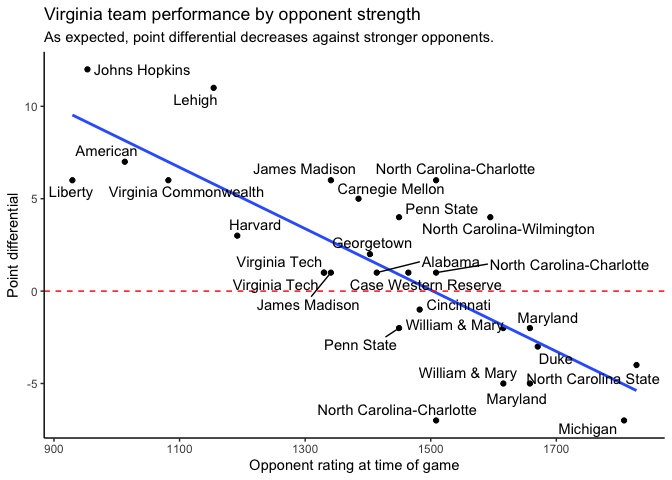 Virginia team performance by opponent strength
As expected, point differential decreases against stronger opponents.
Johns Hopkins
Lehigh
10
American
James Madison
North Carolina-Charlotte
Carnegie Mellon
Liberty
Virginia Commonwealth
5
Penn State
Harvard
North Carolina-Wilmington
Georgetown
Virginia Tech
Alabama
North Carolina-Charlotte
Virginia Tech
Case Western Reserve
0
James Madison
Cincinnati
William & Mary
Maryland
Penn State
Duke
William & Mary
North Carolina State
-5
Maryland
North Carolina-Charlotte
Michigan
Point differential
900
1100
1300
1500
1700
Opponent rating at time of game